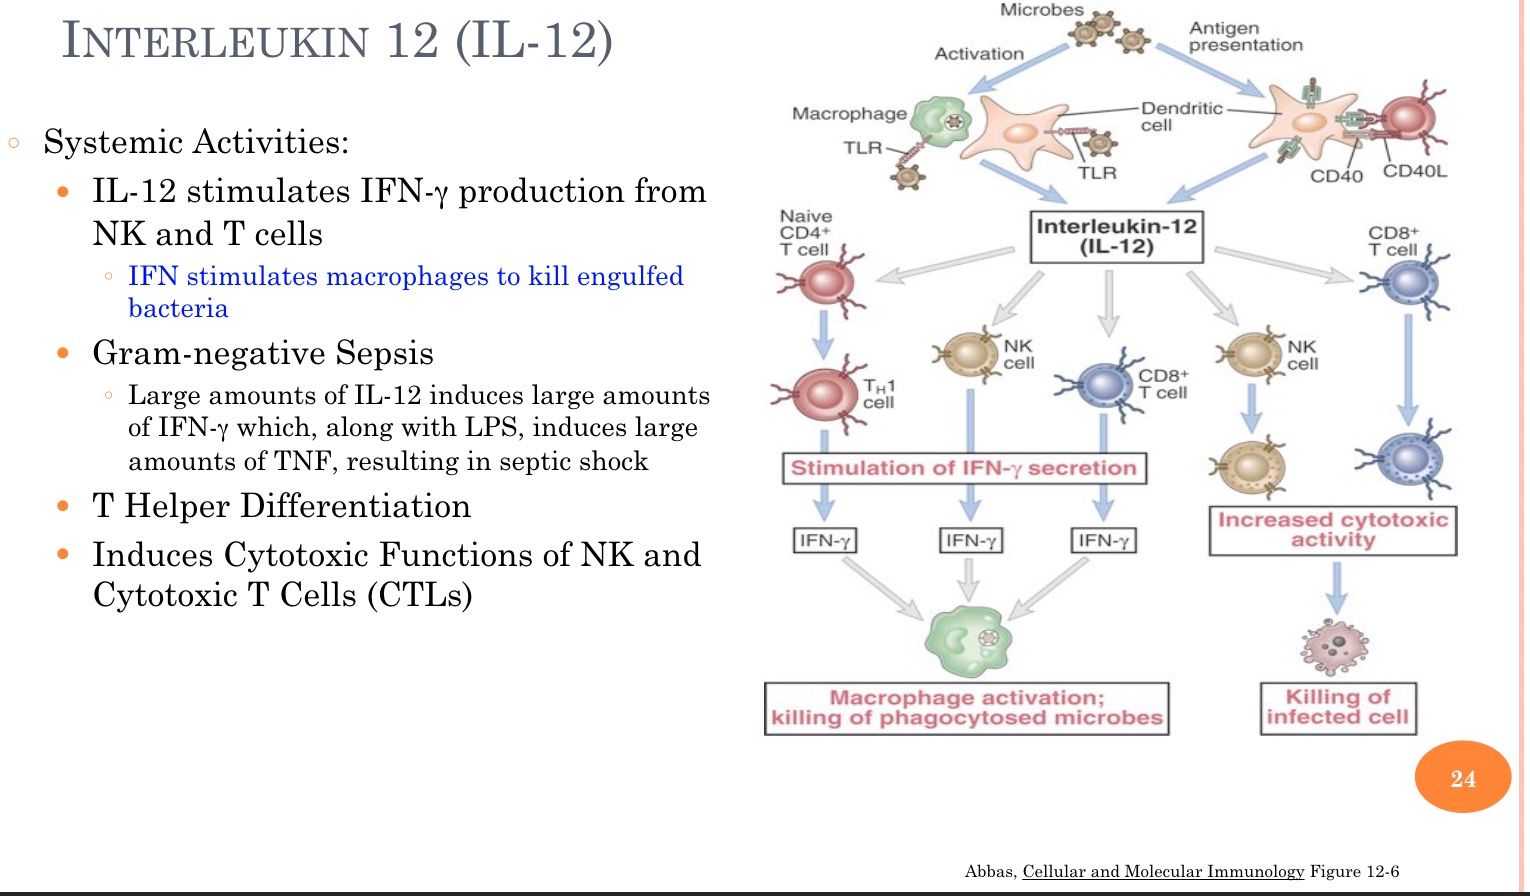 INTERLEUKIN 12 (IL-12)
Systemic Activities:
IL-12 stimulates IFN-γ production from
NK and T cells
IFN stimulates macrophages to kill engulfed
bacteria
Gram-negative Sepsis
Large amounts of IL-12 induces large amounts
of IFN-γ which, along with LPS, induces large
amounts of TNF, resulting in septic shock
T Helper Differentiation
Induces Cytotoxic Functions of NK and
Cytotoxic T Cells (CTLs)
Microbes
Activation
Antigen
presentation
Macrophage
Dendritic
cell
TLR
TLR
CD40
CD40L
Naive
CD4+
T cell
Interleukin-12
(IL-12)
CD8+
T cell
NK
cell
NK
cell
TH1
cell
CD8+
T cell
Stimulation of IFN-γ secretion
IFN-γ
IFN-γ
IFN-γ
Increased cytotoxic
activity
Macrophage activation;
killing of phagocytosed microbes
Killing of
infected cell
24
Abbas, Cellular and Molecular Immunology Figure 12-6